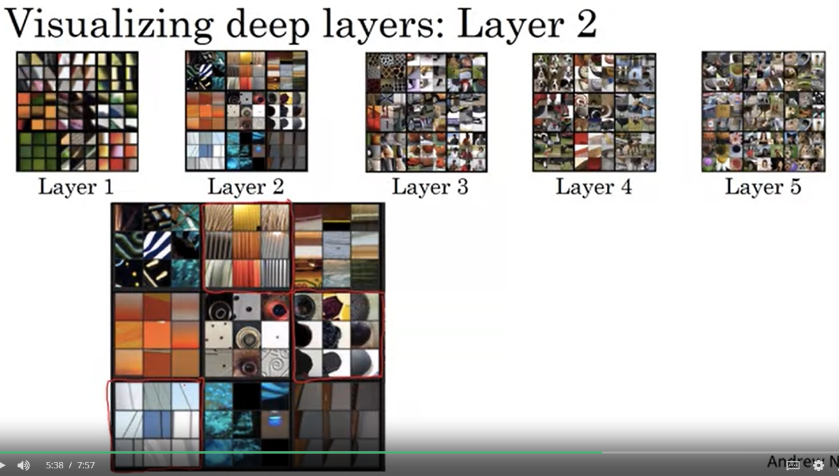 Visualizing deep layers: Layer 2
Layer 1
Layer 2
Layer 3
Layer 4
Layer 5
5:38 / 7:57
Andrew N